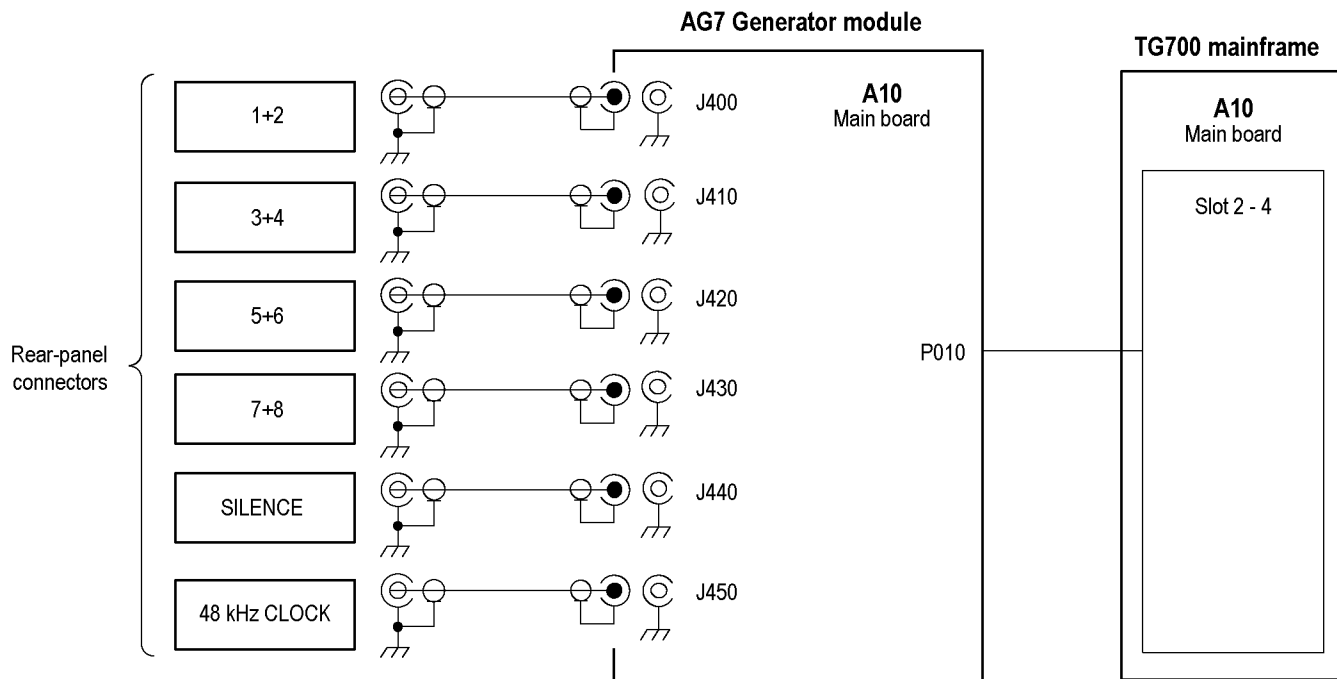 AG7 Generator module
TG700 mainframe
1+2
J400
A10
Main board
A10
Main board
3+4
J410
Slot 2 - 4
5+6
J420
Rear-panel
connectors
P010
7+8
J430
SILENCE
J440
48 kHz CLOCK
J450